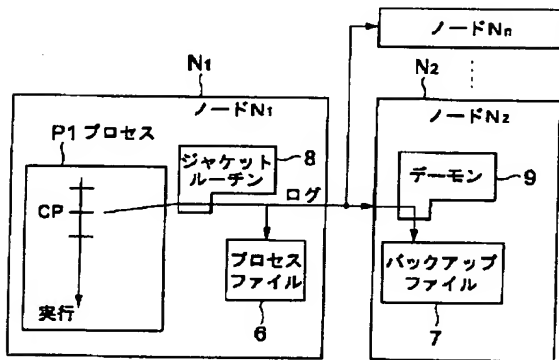 ノードNn
N1
N2
ノードN1
ノードN2
P1 プロセス
ジャケット
ルーチン
8
デーモン
9
CP
ログ
プロセス
ファイル
バックアップ
ファイル
実行
6
7